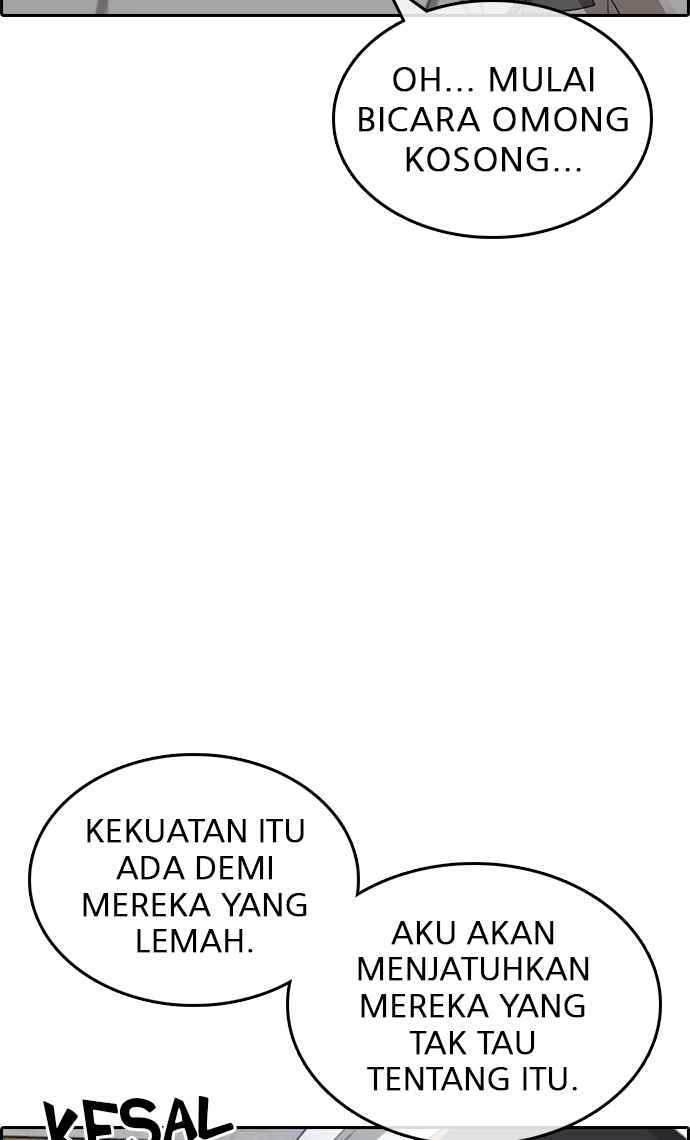 OH... MULAI
BICARA OMONG
KOSONG...
KEKUATAN ITU
ADA DEMI
MEREKA YANG
LEMAH.
AKU AKAN
MENJATUHKAN
MEREKA YANG
TAK TAU
TENTANG ITU.
KESAL